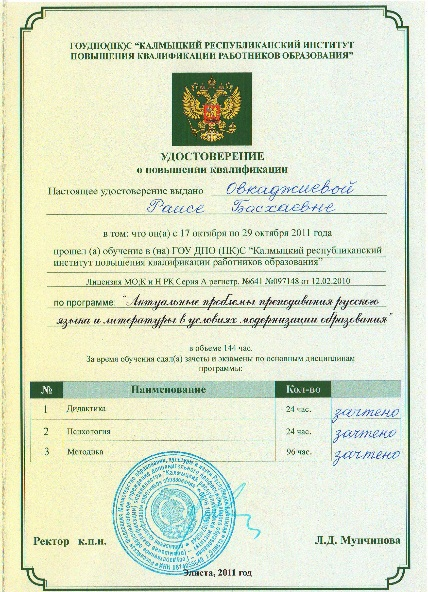 ГОУДПО(ПК)С “КАЛМЫЦКИЙ РЕСПУБЛИКАНСКИЙ ИНСТИТУТ
ПОВЫШЕНИЯ КВАЛИФИКАЦИИ РАБОТНИКОВ ОБРАЗОВАНИЯ”
УДОСТОВЕРЕНИЕ
о повышении квалификации
Настоящее удостоверение выдано Овкаджиевой
Раисе Басхаевне
в том: что он(а) с 17 октября по 29 октября 2011 года
прошел (а) обучение в (на) ГОУ ДПО (ПК)С “Калмыцкий республиканский
институт повышения квалификации работников образования”
Лицензия МО,К и Н РК Серия А регистр. №641 №097148 от 12.02.2010
по программе: “Актуальные проблемы преподавания русского
языка и литературы в условиях модернизации образования”
в объеме 144 час.
За время обучения сдал(а) зачеты и экзамены по основным дисциплинам
программы:
№ Наименование Кол-во
1 Дидактика 24 час. зачтено
2 Психология 24 час. зачтено
3 Методика 96 час. зачтено
Ректор к.п.н. Л.Д. Мунчинова
Элиста, 2011 год